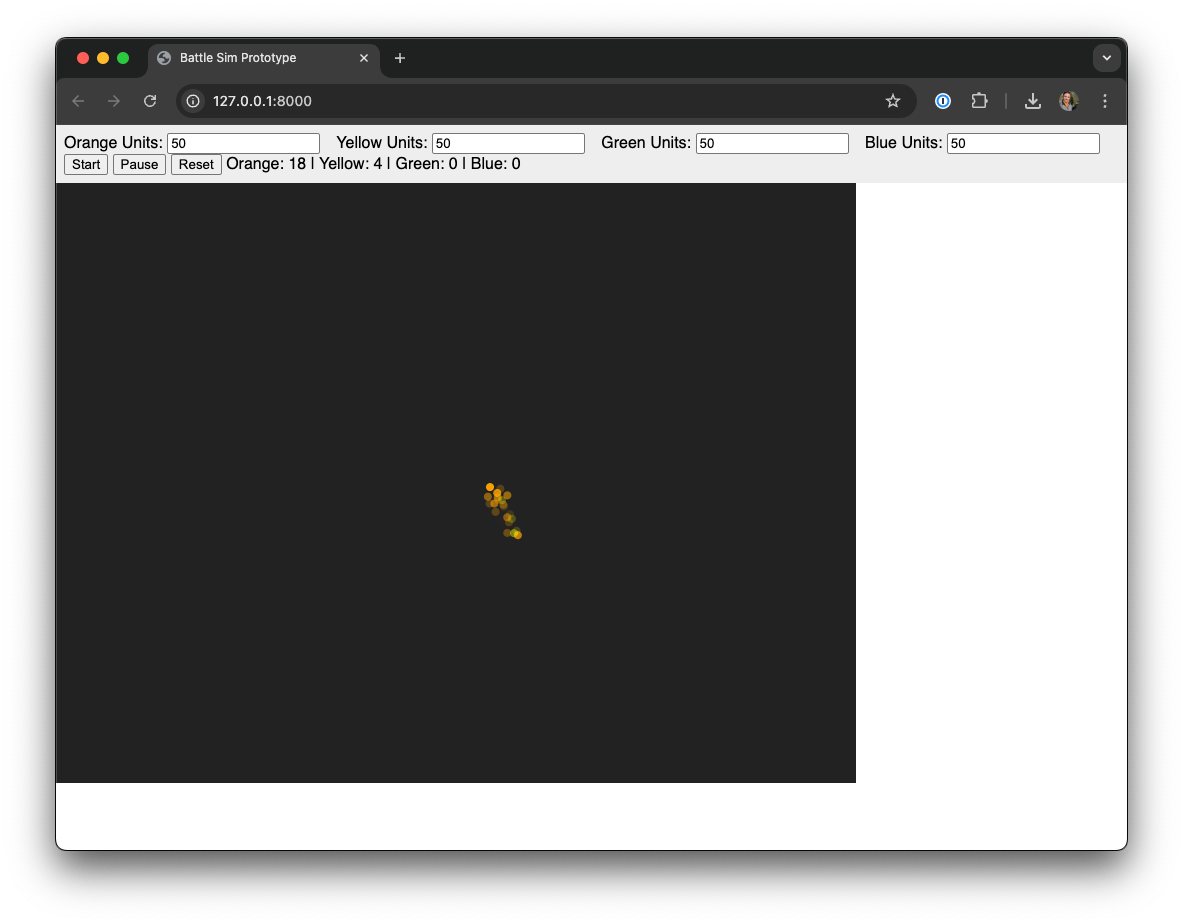 Battle Sim Prototype
127.0.0.1:8000
Orange Units: 50 Yellow Units: 50 Green Units: 50 Blue Units: 50
Start Pause Reset Orange: 18 | Yellow: 4 | Green: 0 | Blue: 0